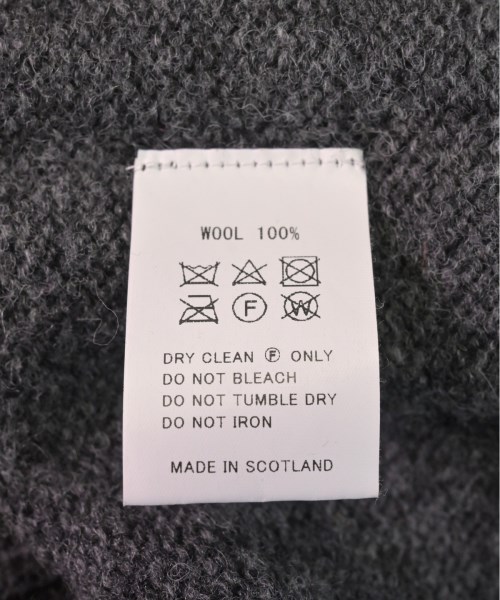 WOOL 100%
F W
DRY CLEAN Ⓕ ONLY
DO NOT BLEACH
DO NOT TUMBLE DRY
DO NOT IRON
MADE IN SCOTLAND